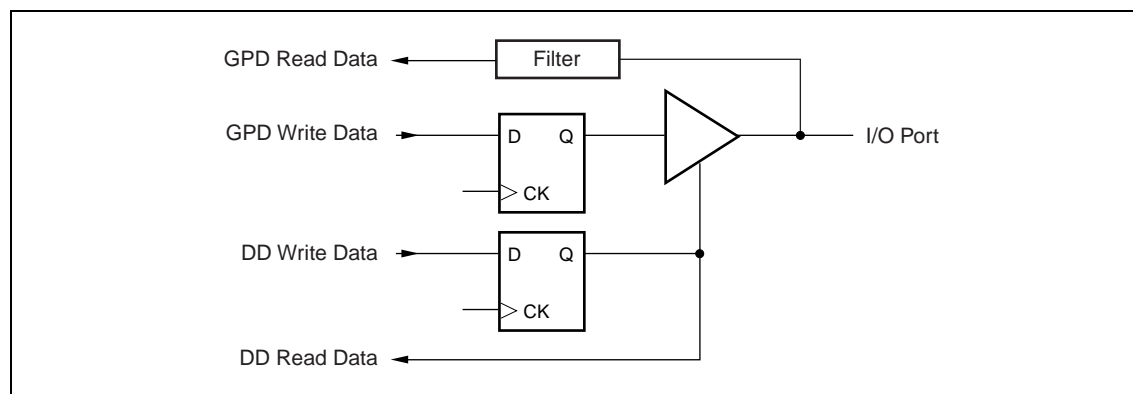 GPD Read Data
Filter
GPD Write Data
D Q
I/O Port
CK
DD Write Data
D Q
CK
DD Read Data